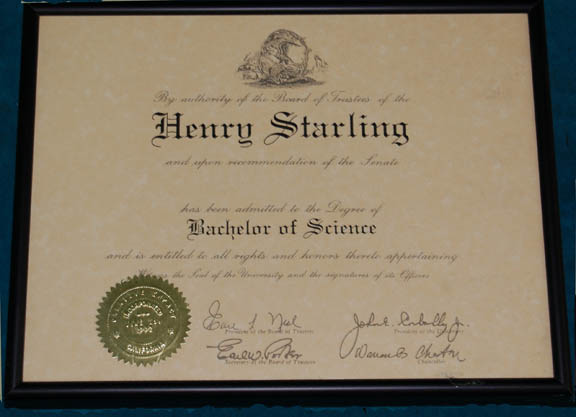 By authority of the Board of Trustees of the
Henry Starling
and upon recommendation of the Senate
has been admitted to the Degree of
Bachelor of Science
and is entitled to all rights and honors thereto appertaining
the Seal of the University and the signatures of its Officers
President of the Board of Trustees
President of the University
Secretary of the Board of Trustees
Chancellor
CALIFORNIA